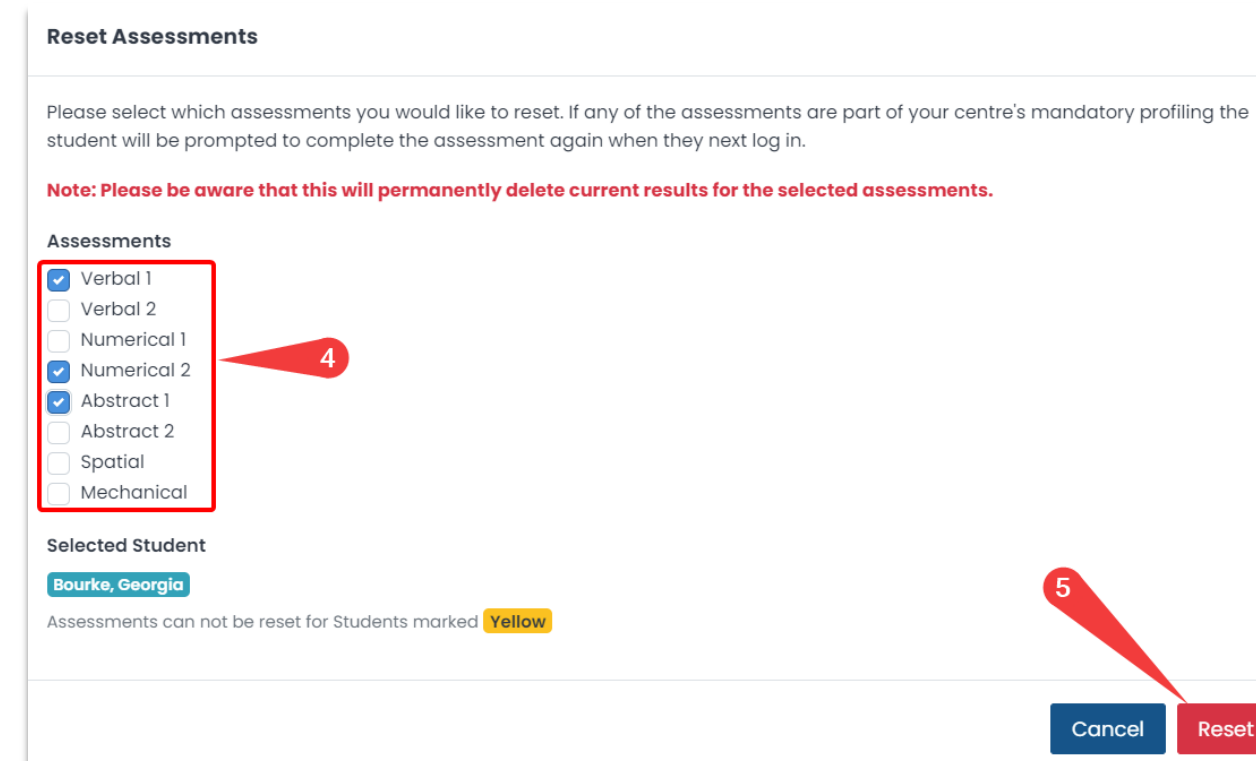 Reset Assessments
Please select which assessments you would like to reset. If any of the assessments are part of your centre's mandatory profiling the
student will be prompted to complete the assessment again when they next log in.
Note: Please be aware that this will permanently delete current results for the selected assessments.
Assessments
Verbal 1
Verbal 2
Numerical 1
Numerical 2
Abstract 1
Abstract 2
Spatial
Mechanical
4
Selected Student
Bourke, Georgia
Assessments can not be reset for Students marked Yellow
5
Cancel
Reset